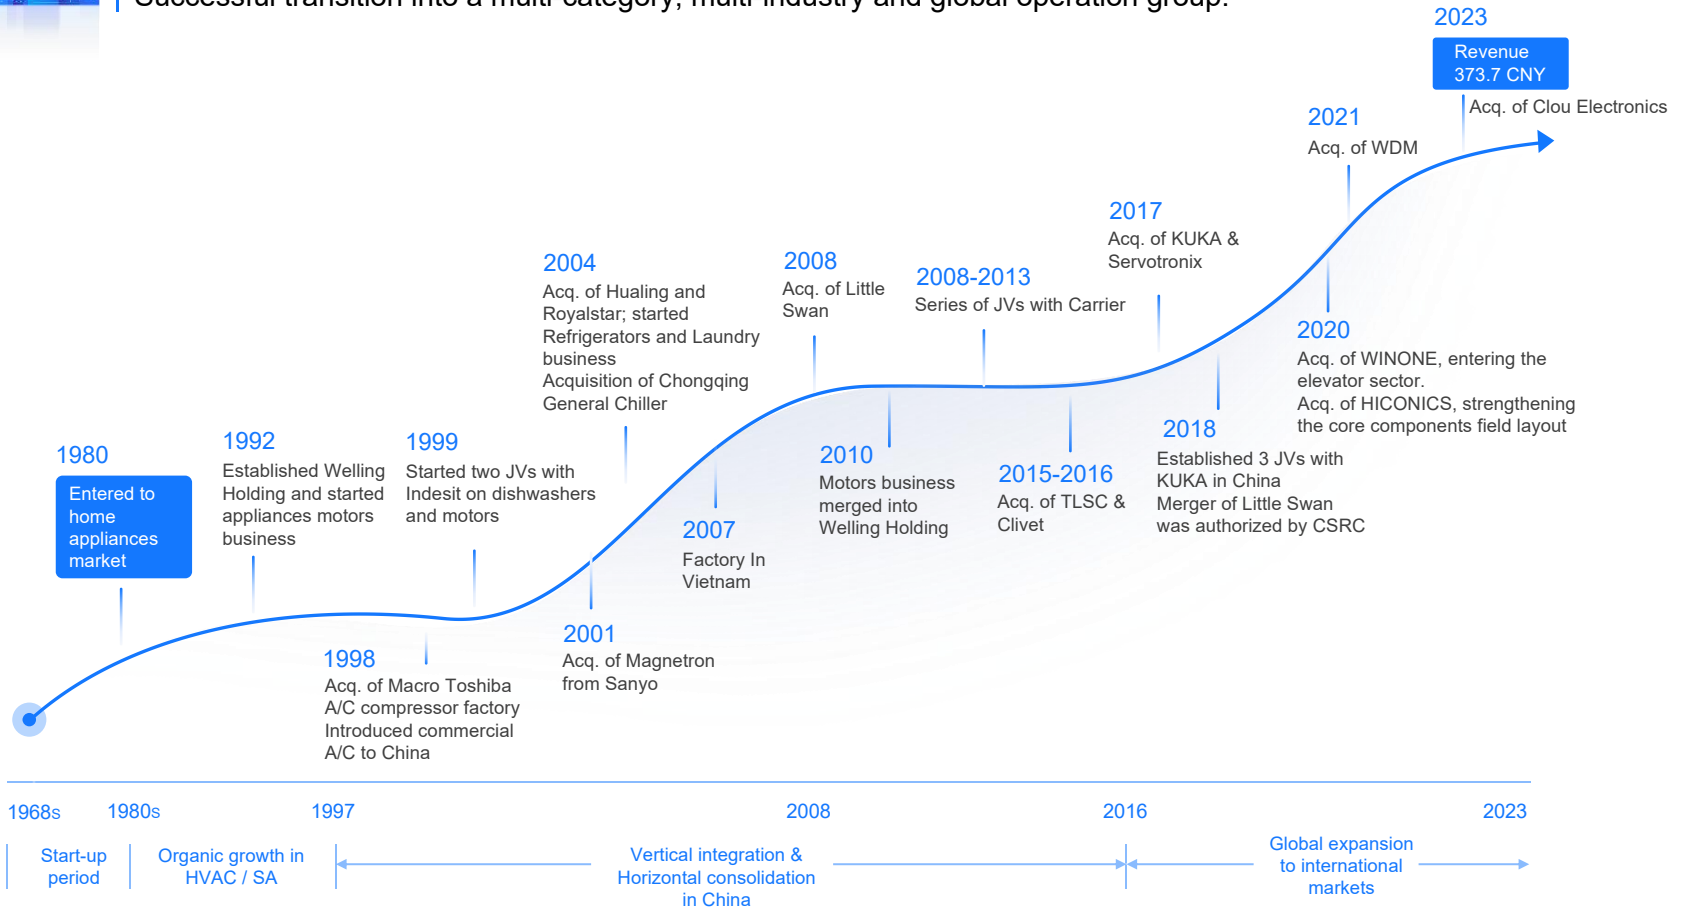 Successful transition into a multi-category, multi-industry and global operation group.
2023
Revenue
373.7 CNY
Acq. of Clou Electronics
2021
Acq. of WDM
2017
Acq. of KUKA &
Servotronix
2004
Acq. of Hualing and
Royalstar; started
Refrigerators and Laundry
business
Acquisition of Chongqing
General Chiller
2008
Acq. of Little
Swan
2008-2013
Series of JVs with Carrier
2020
Acq. of WINONE, entering the
elevator sector.
Acq. of HICONICS, strengthening
the core components field layout
1980
Entered to
home
appliances
market
1992
Established Welling
Holding and started
appliances motors
business
1999
Started two JVs with
Indesit on dishwashers
and motors
2010
Motors business
merged into
Welling Holding
2015-2016
Acq. of TLSC &
Clivet
2018
Established 3 JVs with
KUKA in China
Merger of Little Swan
was authorized by CSRC
2007
Factory In
Vietnam
2001
Acq. of Magnetron
from Sanyo
1998
Acq. of Macro Toshiba
A/C compressor factory
Introduced commercial
A/C to China
1968s
1980s
1997
2008
2016
2023
Start-up
period
Organic growth in
HVAC / SA
Vertical integration &
Horizontal consolidation
in China
Global expansion
to international
markets